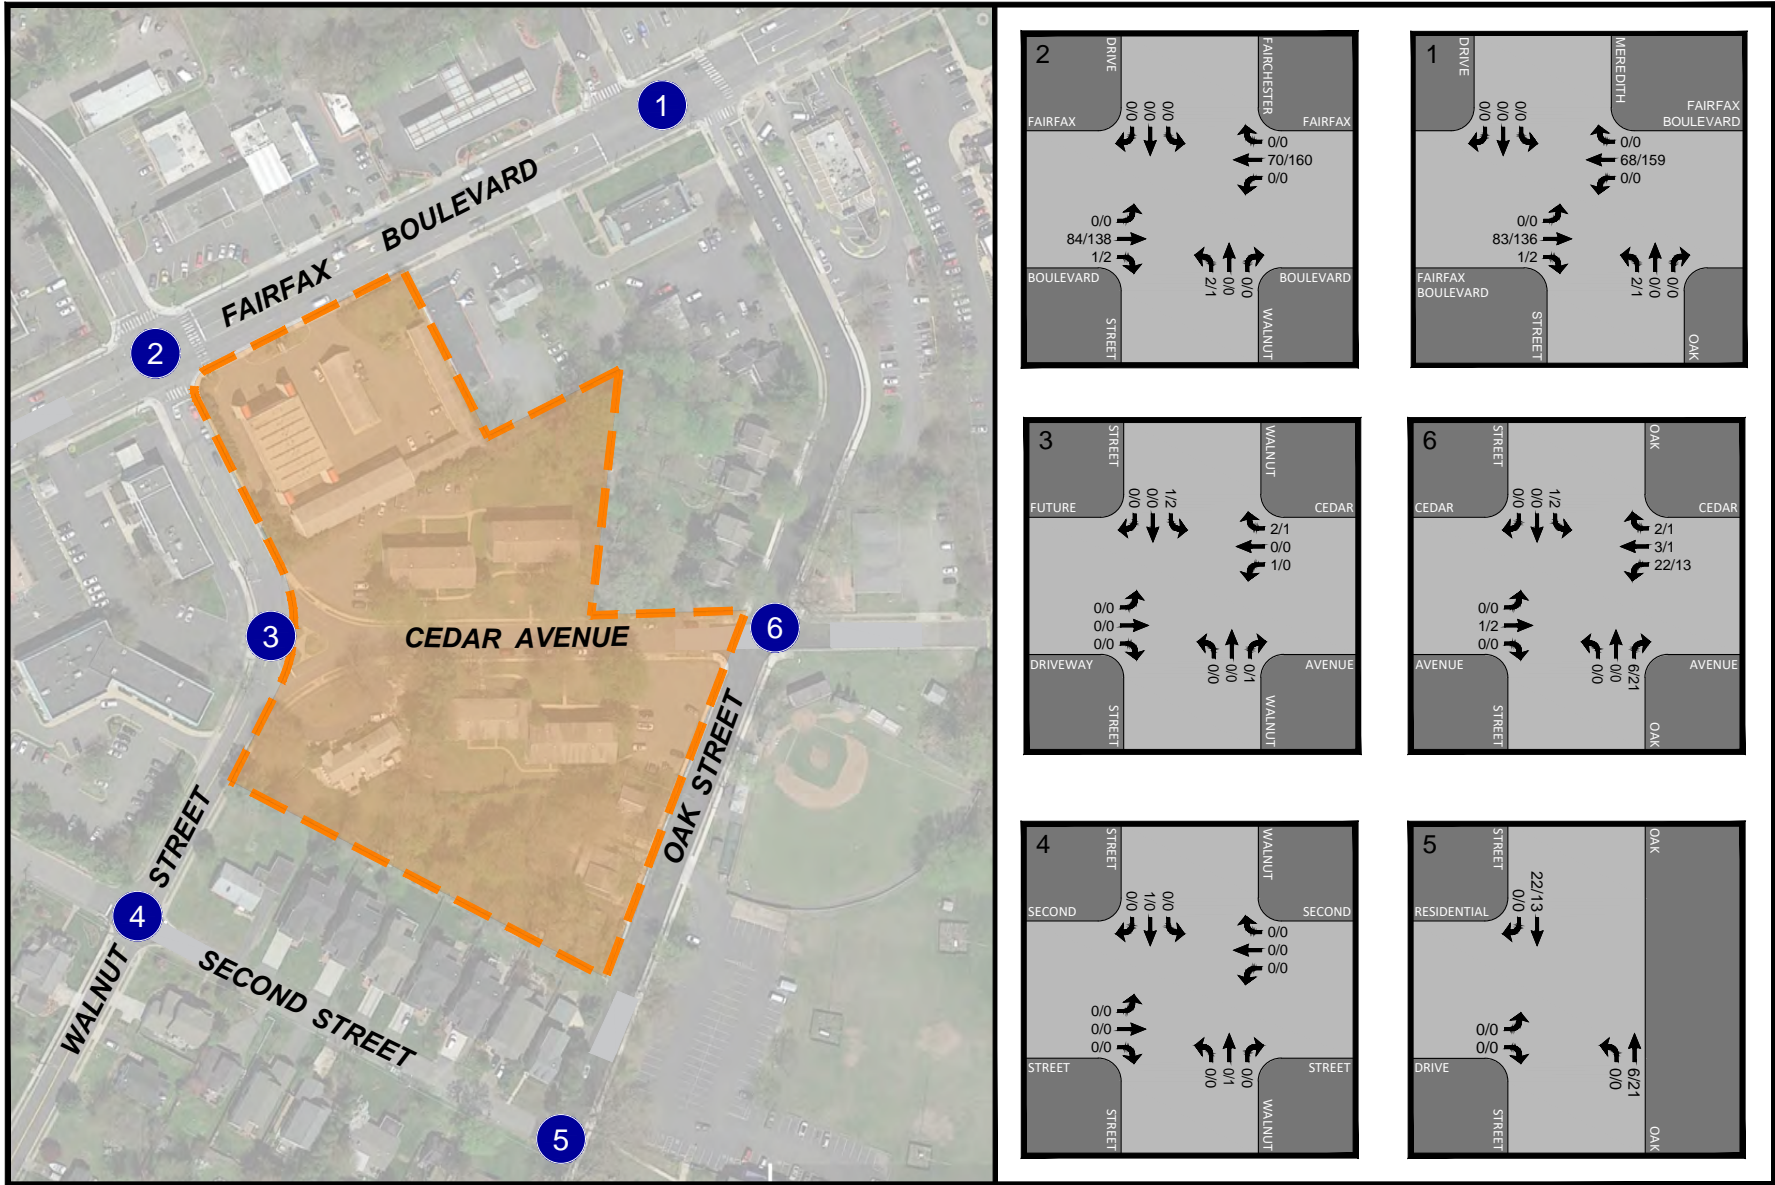 1
FAIRFAX BOULEVARD
2
3
CEDAR AVENUE
6
OAK STREET
WALNUT STREET
4
SECOND STREET
5
2
DRIVE
FAIRCHESTER
FAIRFAX
FAIRFAX
0/0
0/0
0/0
0/0
70/160
0/0
0/0
84/138
1/2
2/1
0/0
0/0
BOULEVARD
BOULEVARD
STREET
WALNUT
1
DRIVE
MEREDITH
FAIRFAX
BOULEVARD
0/0
0/0
0/0
0/0
68/159
0/0
0/0
83/136
1/2
2/1
0/0
0/0
FAIRFAX
BOULEVARD
STREET
OAK
3
STREET
WALNUT
FUTURE
CEDAR
0/0
0/0
1/2
2/1
0/0
1/0
0/0
0/0
0/0
0/0
0/0
0/1
DRIVEWAY
AVENUE
STREET
WALNUT
6
STREET
OAK
CEDAR
CEDAR
0/0
0/0
1/2
2/1
3/1
22/13
0/0
1/2
0/0
0/0
0/0
6/21
AVENUE
AVENUE
STREET
OAK
4
STREET
WALNUT
SECOND
SECOND
0/0
1/0
0/0
0/0
0/0
0/0
0/0
0/0
0/0
0/0
0/1
0/0
STREET
STREET
STREET
WALNUT
5
STREET
OAK
RESIDENTIAL
0/0
22/13
0/0
0/0
0/0
6/21
DRIVE
STREET
OAK